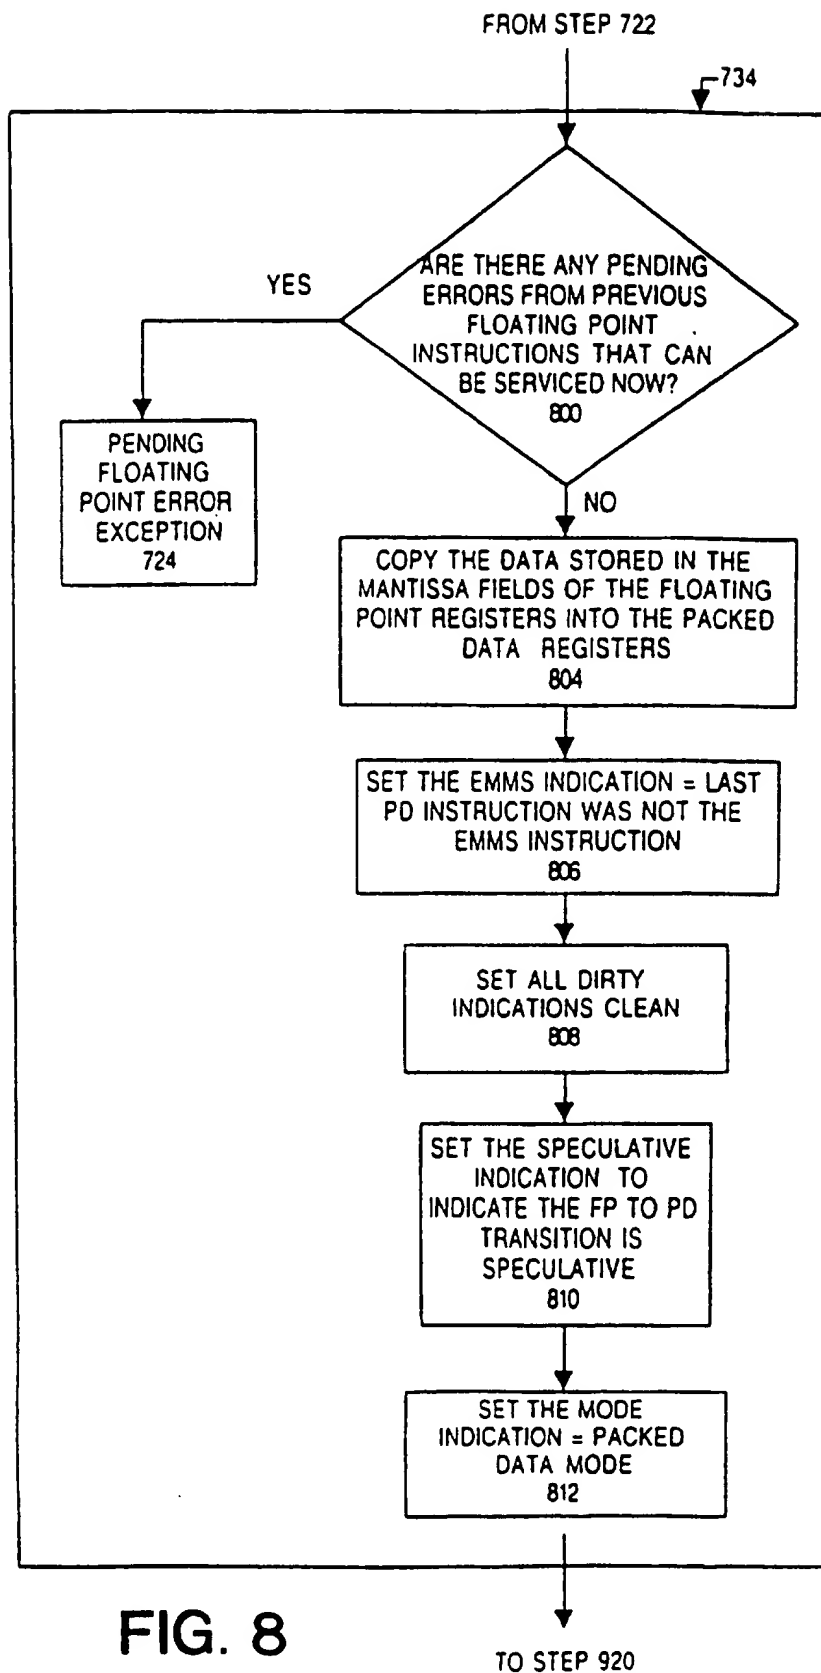 FROM STEP 722
734
ARE THERE ANY PENDING
ERRORS FROM PREVIOUS
FLOATING POINT
INSTRUCTIONS THAT CAN
BE SERVICED NOW?
800
YES
PENDING
FLOATING
POINT ERROR
EXCEPTION
724
NO
COPY THE DATA STORED IN THE
MANTISSA FIELDS OF THE FLOATING
POINT REGISTERS INTO THE PACKED
DATA REGISTERS
804
SET THE EMMS INDICATION = LAST
PD INSTRUCTION WAS NOT THE
EMMS INSTRUCTION
806
SET ALL DIRTY
INDICATIONS CLEAN
808
SET THE SPECULATIVE
INDICATION TO
INDICATE THE FP TO PD
TRANSITION IS
SPECULATIVE
810
SET THE MODE
INDICATION = PACKED
DATA MODE
812
FIG. 8
TO STEP 920